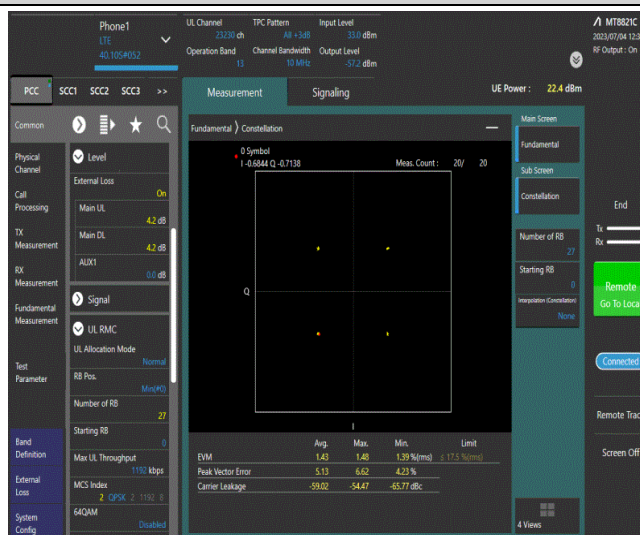 Phone1
LTE
40.10S#052
UL Channel
TPC Pattern
Input Level
23230 ch
All +3dB
33.0 dBm
Operation Band
Channel Bandwidth
Output Level
13
10 MHz
-57.2 dBm
MT8821C
2023/07/04 12:3
RF Output : On
PCC
SCC1
SCC2
SCC3
>>
Measurement
Signaling
UE Power : 22.4 dBm
Common
Physical
Channel
Call
Processing
TX
Measurement
RX
Measurement
Fundamental
Measurement
Test
Parameter
Band
Definition
External
Loss
System
Config
Level
External Loss
On
Main UL
4.2 dB
Main DL
4.2 dB
AUX1
0.0 dB
Signal
UL RMC
UL Allocation Mode
Normal
RB Pos.
Min(#0)
Number of RB
27
Starting RB
0
Max UL Throughput
1192 kbps
MCS Index
2 QPSK 2 1192 8
64QAM
Disabled
Fundamental 〉 Constellation
0 Symbol
I -0.6844 Q -0.7138
Meas. Count : 20/ 20
Q
I
Avg. Max. Min. Limit
EVM 1.43 1.48 1.39 %(rms) ≤ 17.5 %(rms)
Peak Vector Error 5.13 6.62 4.23 %
Carrier Leakage -59.02 -54.47 -65.77 dBc
Main Screen
Fundamental
Sub Screen
Constellation
Number of RB
27
Starting RB
0
Interpolation (Constellation)
None
4 Views
End
Tx
Rx
Remote
Go To Loca
Connected
Remote Trac
Screen Off